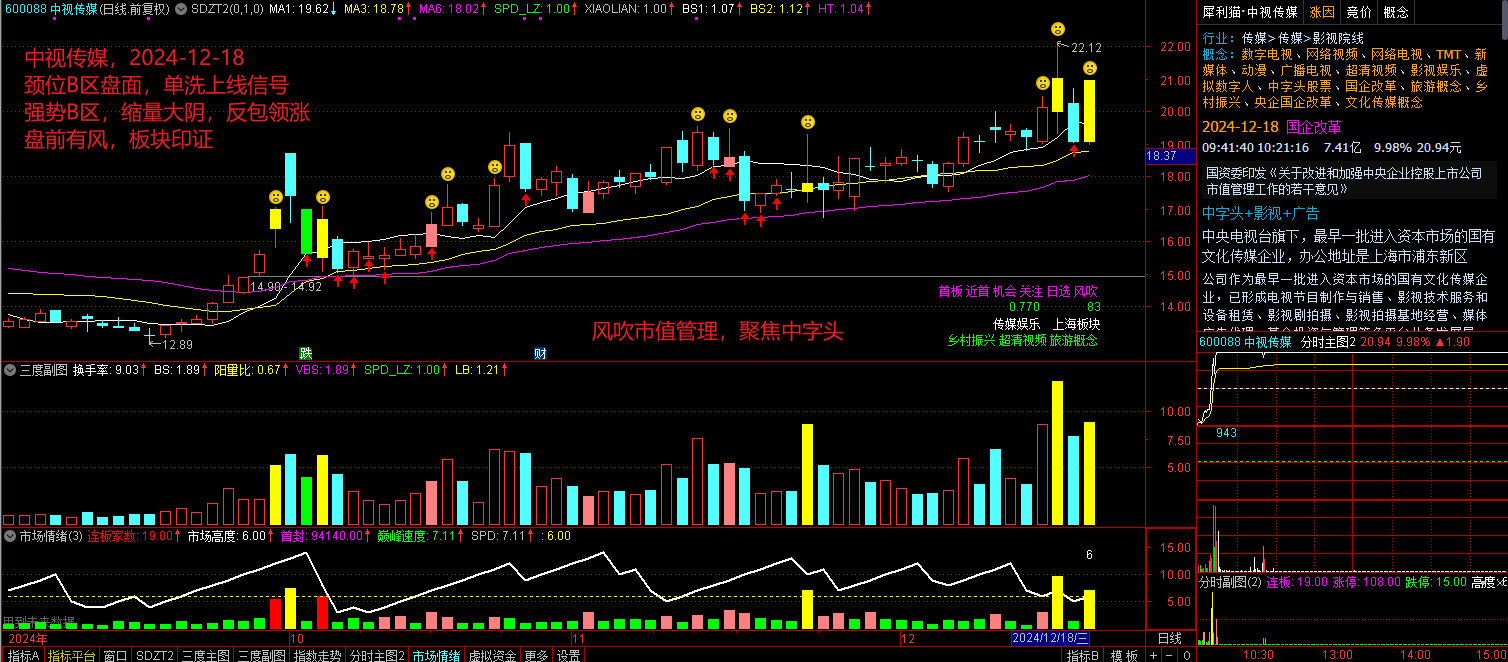 600088 中视传媒(日线.前复权) SDZT2(0,1,0) MA1: 19.62↓ MA3: 18.78↑ MA6: 18.02↑ SPD_LZ: 1.00↑ XIAOLIAN: 1.00↑ BS1: 1.07↑ BS2: 1.12↑ HT: 1.04↑
中视传媒，2024-12-18
颈位B区盘面，单洗上线信号
强势B区，缩量大阴，反包领涨
盘前有风，板块印证
22.12
14.90- 14.92
←12.89
跌
财
风吹市值管理，聚焦中字头
首板 近首 机会 关注 日选 风吹
0.770 83
传媒娱乐 上海板块
乡村振兴 超清视频 旅游概念
22.00
21.00
20.00
19.00
18.37
18.00
17.00
16.00
15.00
14.00
三度副图 换手率: 9.03↑ BS: 1.89↑ 阳量比: 0.67↑ VBS: 1.89↑ SPD_LZ: 1.00↑ LB: 1.21↑
10.00
7.50
5.00
市场情绪(3) 连板家数: 19.00↑ 市场高度: 6.00↑ 首封: 94140.00↑ 巅峰速度: 7.11↑ SPD: 7.11↑ : 6.00
6
15.00
10.00
5.00
用到未来数据
2024年 10 11 12 2024/12/18/三 日线
指标A 指标平台 窗口 SDZT2 三度主图 三度副图 指数走势 分时主图2 市场情绪 虚拟资金 更多 设置 指标B 模板 + - 0
犀利猫·中视传媒 涨因 竞价 概念
行业: 传媒>传媒>影视院线
概念: 数字电视、网络视频、网络电视、TMT、新
媒体、动漫、广播电视、超清视频、影视娱乐、虚
拟数字人、中字头股票、国企改革、旅游概念、乡
村振兴、央企国企改革、文化传媒概念
2024-12-18 国企改革
09:41:40 10:21:16 7.41亿 9.98% 20.94元
国资委印发《关于改进和加强中央企业控股上市公司
市值管理工作的若干意见》
中字头+影视+广告
中央电视台旗下，最早一批进入资本市场的国有
文化传媒企业，办公地址是上海市浦东新区
公司作为最早一批进入资本市场的国有文化传媒企
业，已形成电视节目制作与销售、影视技术服务和
设备租赁、影视剧拍摄、影视拍摄基地经营、媒体
600088 中视传媒 分时主图2 20.94 9.98% ▲1.90
943
分时副图(2) 连板: 19.00 涨停: 108.00 跌停: 15.00 高度×6
10:30 13:00 14:00 15:00